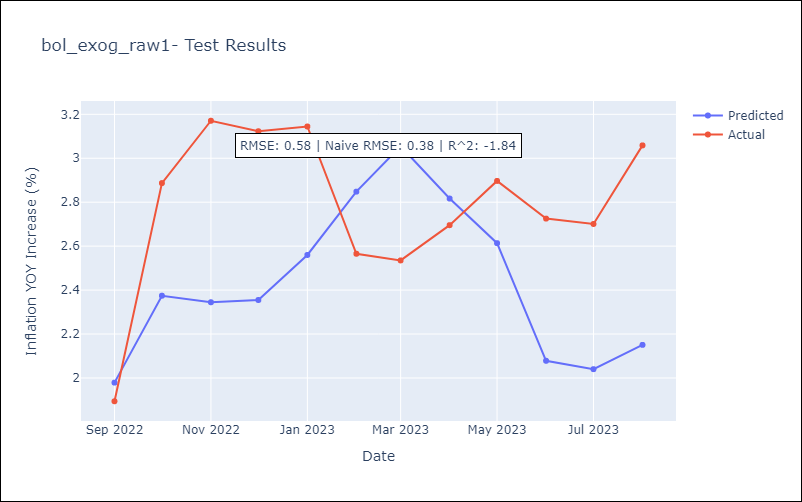 bol_exog_raw1- Test Results
3.2
3
2.8
2.6
2.4
2.2
2
Inflation YOY Increase (%)
RMSE: 0.58 | Naive RMSE: 0.38 | R^2: -1.84
Predicted
Actual
Sep 2022 Nov 2022 Jan 2023 Mar 2023 May 2023 Jul 2023
Date